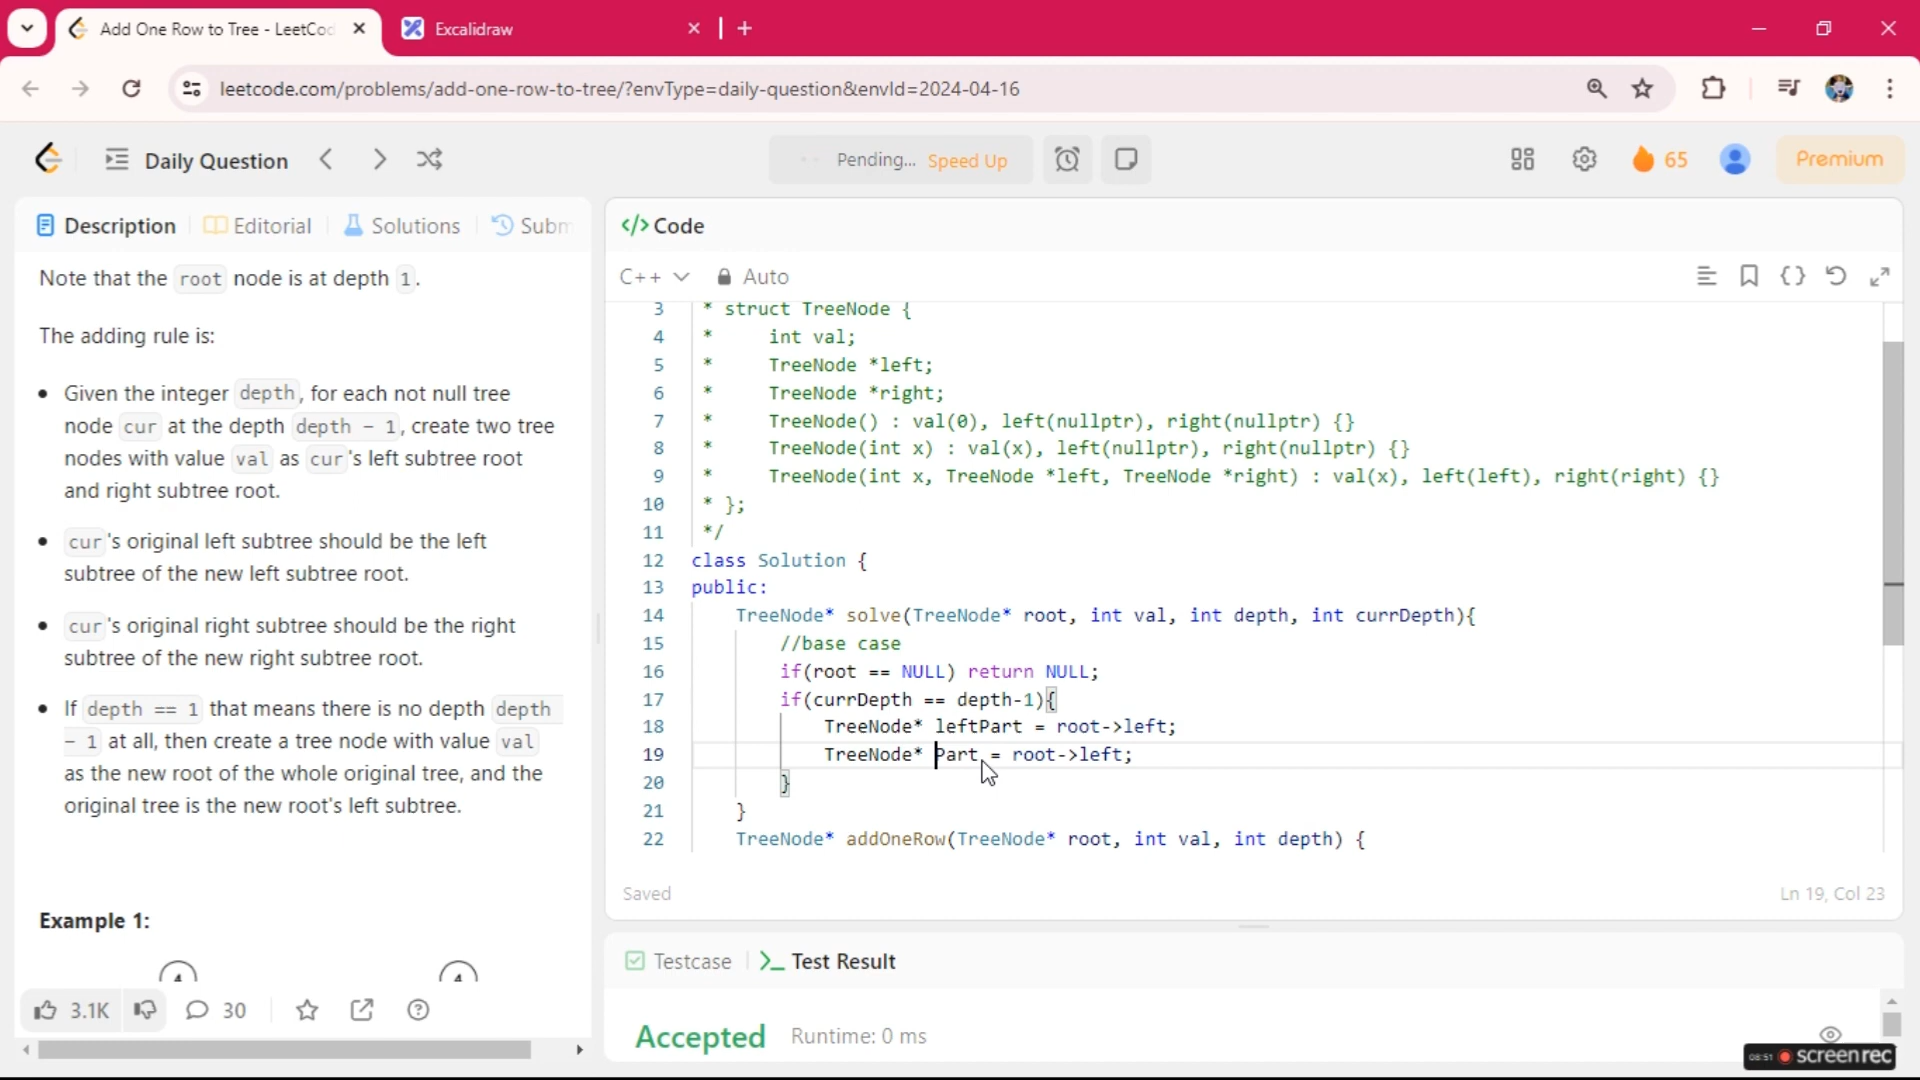 Add One Row to Tree - LeetCod
Excalidraw
leetcode.com/problems/add-one-row-to-tree/?envType=daily-question&envId=2024-04-16
Daily Question
Pending... Speed Up
65
Premium
Description
Editorial
Solutions
Subm
Note that the root node is at depth 1.
The adding rule is:
• Given the integer depth, for each not null tree
node cur at the depth depth - 1, create two tree
nodes with value val as cur's left subtree root
and right subtree root.
• cur's original left subtree should be the left
subtree of the new left subtree root.
• cur's original right subtree should be the right
subtree of the new right subtree root.
• If depth == 1 that means there is no depth depth
- 1 at all, then create a tree node with value val
as the new root of the whole original tree, and the
original tree is the new root's left subtree.
Example 1:
3.1K
30
</> Code
C++
Auto
3 * struct TreeNode {
4 * int val;
5 * TreeNode *left;
6 * TreeNode *right;
7 * TreeNode() : val(0), left(nullptr), right(nullptr) {}
8 * TreeNode(int x) : val(x), left(nullptr), right(nullptr) {}
9 * TreeNode(int x, TreeNode *left, TreeNode *right) : val(x), left(left), right(right) {}
10 * };
11 */
12 class Solution {
13 public:
14 TreeNode* solve(TreeNode* root, int val, int depth, int currDepth){
15 //base case
16 if(root == NULL) return NULL;
17 if(currDepth == depth-1){
18 TreeNode* leftPart = root->left;
19 TreeNode* Part = root->left;
20 }
21 }
22 TreeNode* addOneRow(TreeNode* root, int val, int depth) {
Saved
Ln 19, Col 23
Testcase
Test Result
Accepted Runtime: 0 ms
08:51 screenrec